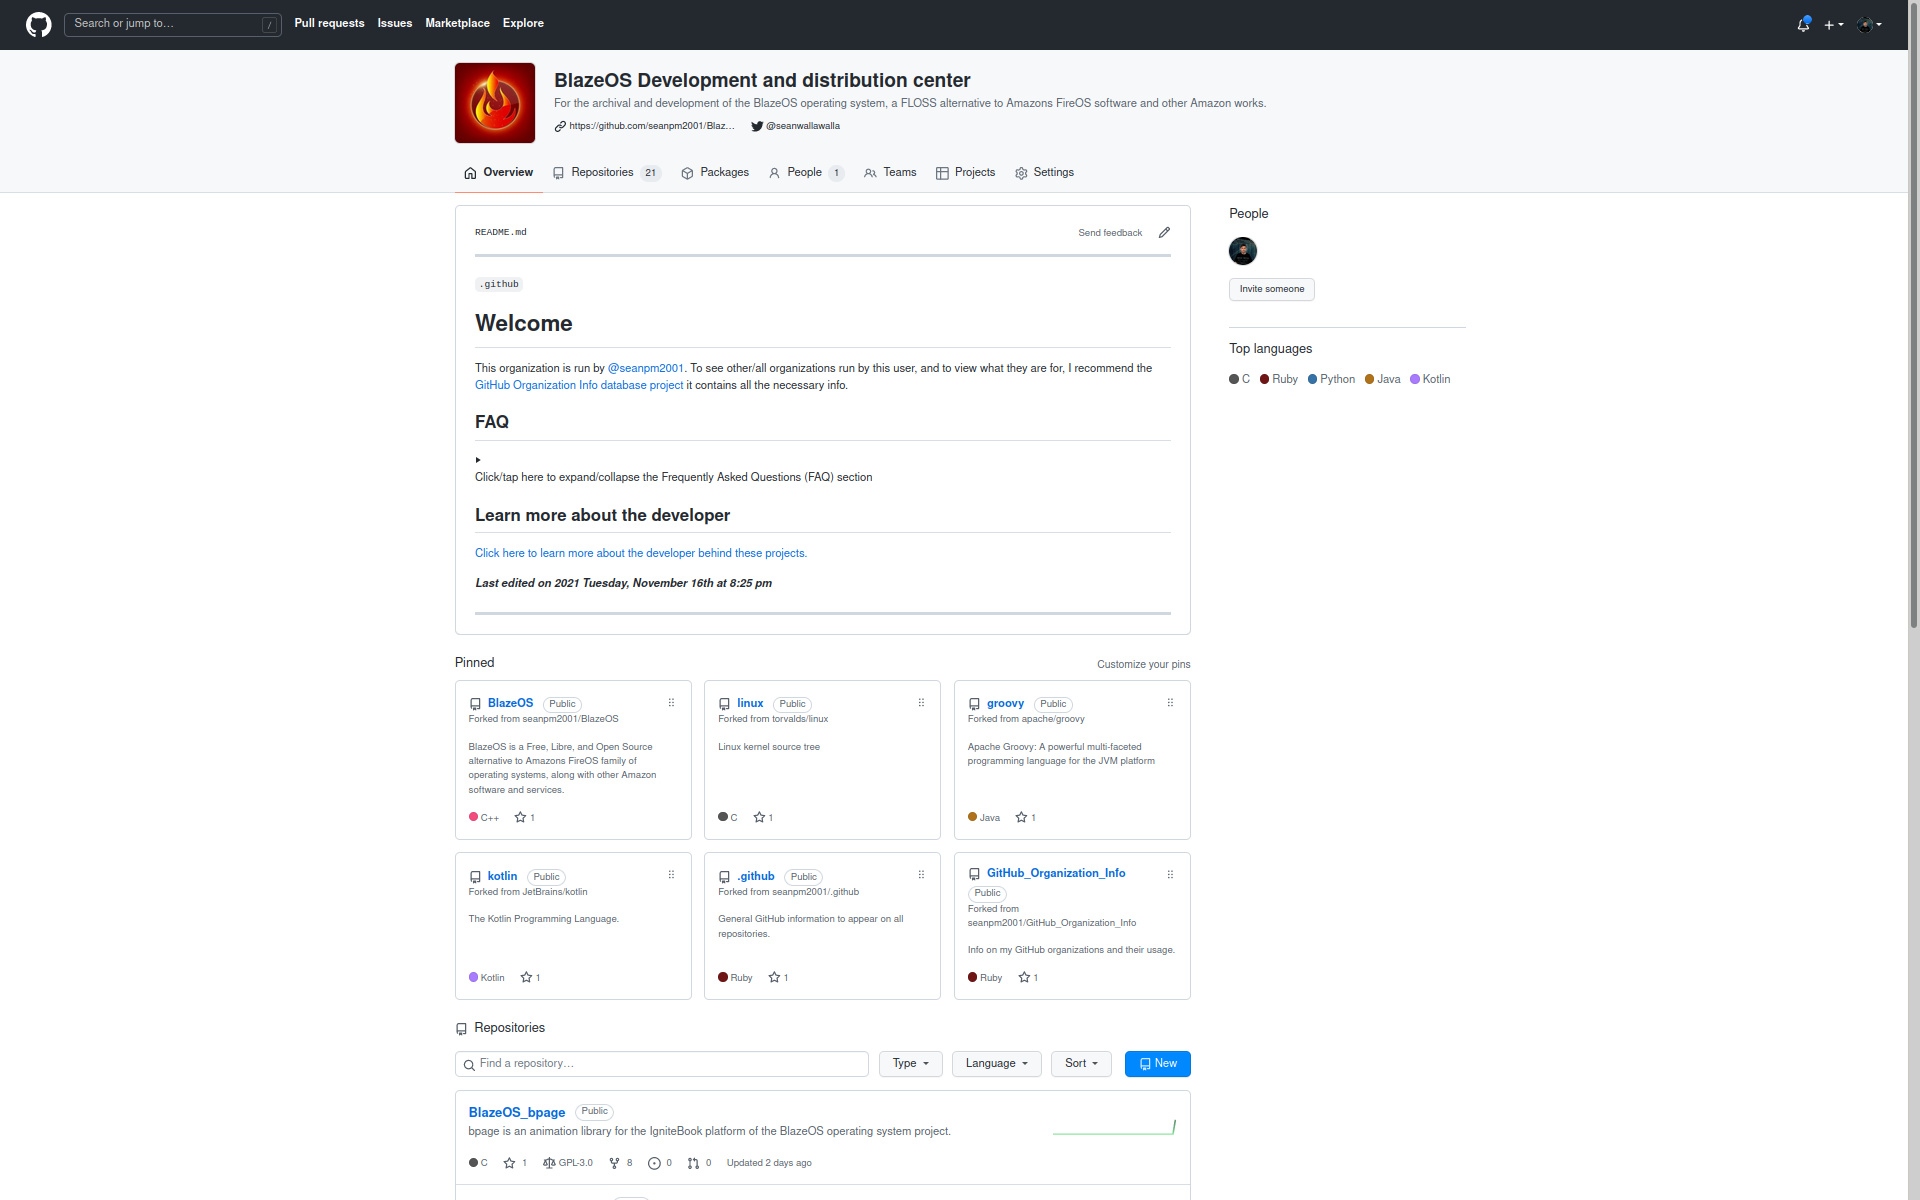 Search or jump to… /
Pull requests Issues Marketplace Explore
BlazeOS Development and distribution center
For the archival and development of the BlazeOS operating system, a FLOSS alternative to Amazons FireOS software and other Amazon works.
https://github.com/seanpm2001/Blaz… @seanwallawalla
Overview Repositories 21 Packages People 1 Teams Projects Settings
README.md Send feedback
.github
Welcome
This organization is run by @seanpm2001. To see other/all organizations run by this user, and to view what they are for, I recommend the
GitHub Organization Info database project it contains all the necessary info.
FAQ
Click/tap here to expand/collapse the Frequently Asked Questions (FAQ) section
Learn more about the developer
Click here to learn more about the developer behind these projects.
Last edited on 2021 Tuesday, November 16th at 8:25 pm
People
Invite someone
Top languages
C Ruby Python Java Kotlin
Pinned Customize your pins
BlazeOS Public
Forked from seanpm2001/BlazeOS
BlazeOS is a Free, Libre, and Open Source
alternative to Amazons FireOS family of
operating systems, along with other Amazon
software and services.
C++ 1
linux Public
Forked from torvalds/linux
Linux kernel source tree
C 1
groovy Public
Forked from apache/groovy
Apache Groovy: A powerful multi-faceted
programming language for the JVM platform
Java 1
kotlin Public
Forked from JetBrains/kotlin
The Kotlin Programming Language.
Kotlin 1
.github Public
Forked from seanpm2001/.github
General GitHub information to appear on all
repositories.
Ruby 1
GitHub_Organization_Info
Public
Forked from
seanpm2001/GitHub_Organization_Info
Info on my GitHub organizations and their usage.
Ruby 1
Repositories
Find a repository… Type Language Sort New
BlazeOS_bpage Public
bpage is an animation library for the IgniteBook platform of the BlazeOS operating system project.
C 1 GPL-3.0 8 0 0 Updated 2 days ago